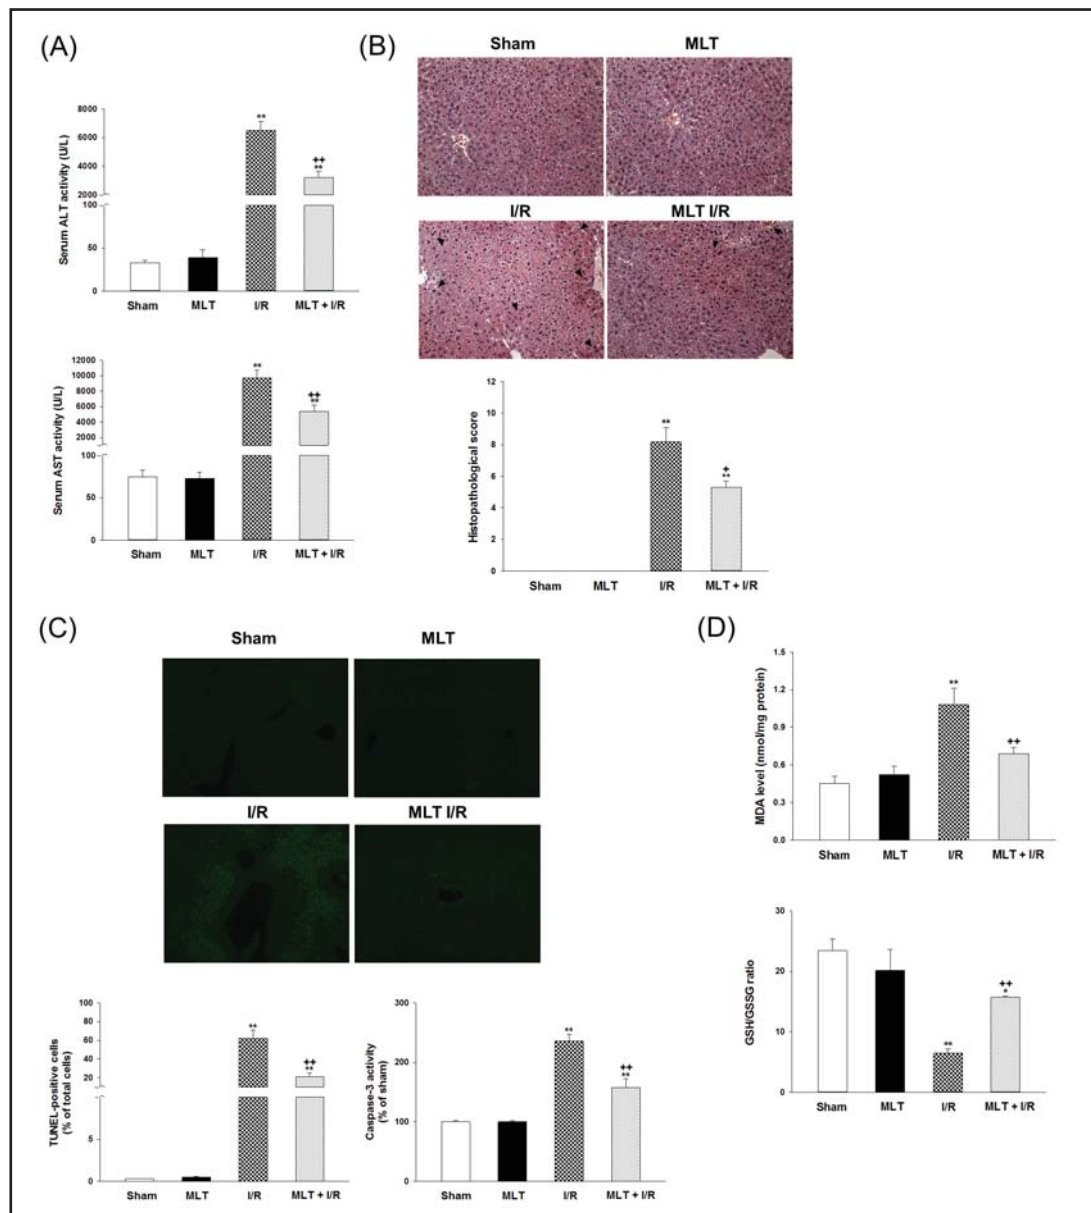 (A)
Serum ALT activity (U/L)
8000
6000
4000
2000
100
50
0
**
++
**
Sham MLT I/R MLT + I/R
Serum AST activity (U/L)
12000
10000
8000
6000
4000
2000
100
50
0
**
++
**
Sham MLT I/R MLT + I/R
(B)
Sham MLT
I/R MLT I/R
Histopathological score
12
10
8
6
4
2
0
**
+
**
Sham MLT I/R MLT + I/R
(C)
Sham MLT
I/R MLT I/R
TUNEL-positive cells
(% of total cells)
100
80
60
40
20
5
0
**
++
**
Sham MLT I/R MLT + I/R
Caspase-3 activity
(% of sham)
300
200
100
0
**
++
**
Sham MLT I/R MLT + I/R
(D)
MDA level (nmol/mg protein)
1.5
1.2
0.9
0.6
0.3
0.0
**
++
Sham MLT I/R MLT + I/R
GSH/GSSG ratio
30
20
10
0
**
++
*
Sham MLT I/R MLT + I/R